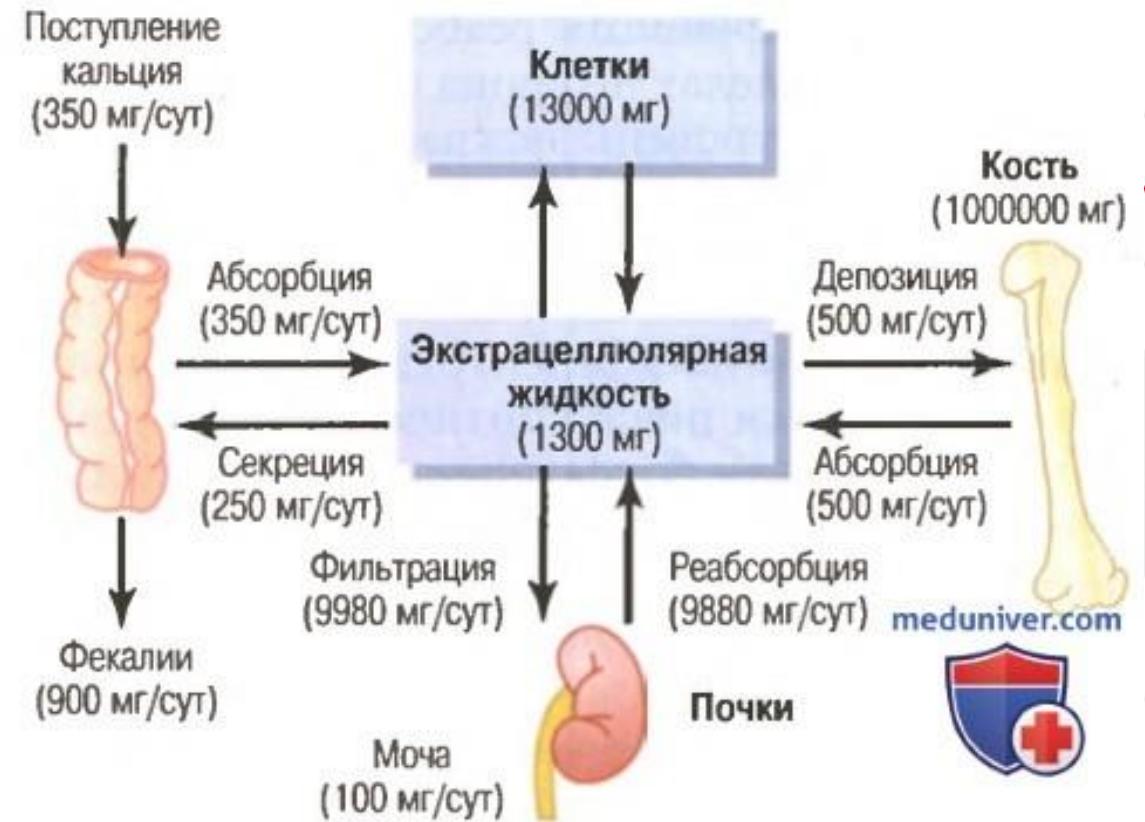 Поступление
кальция
(350 мг/сут)
Клетки
(13000 мг)
Кость
(1000000 мг)
Абсорбция
(350 мг/сут)
Депозиция
(500 мг/сут)
Экстрацеллюлярная
жидкость
(1300 мг)
Секреция
(250 мг/сут)
Абсорбция
(500 мг/сут)
Фильтрация
(9980 мг/сут)
Реабсорбция
(9880 мг/сут)
meduniver.com
Фекалии
(900 мг/сут)
Почки
Моча
(100 мг/сут)